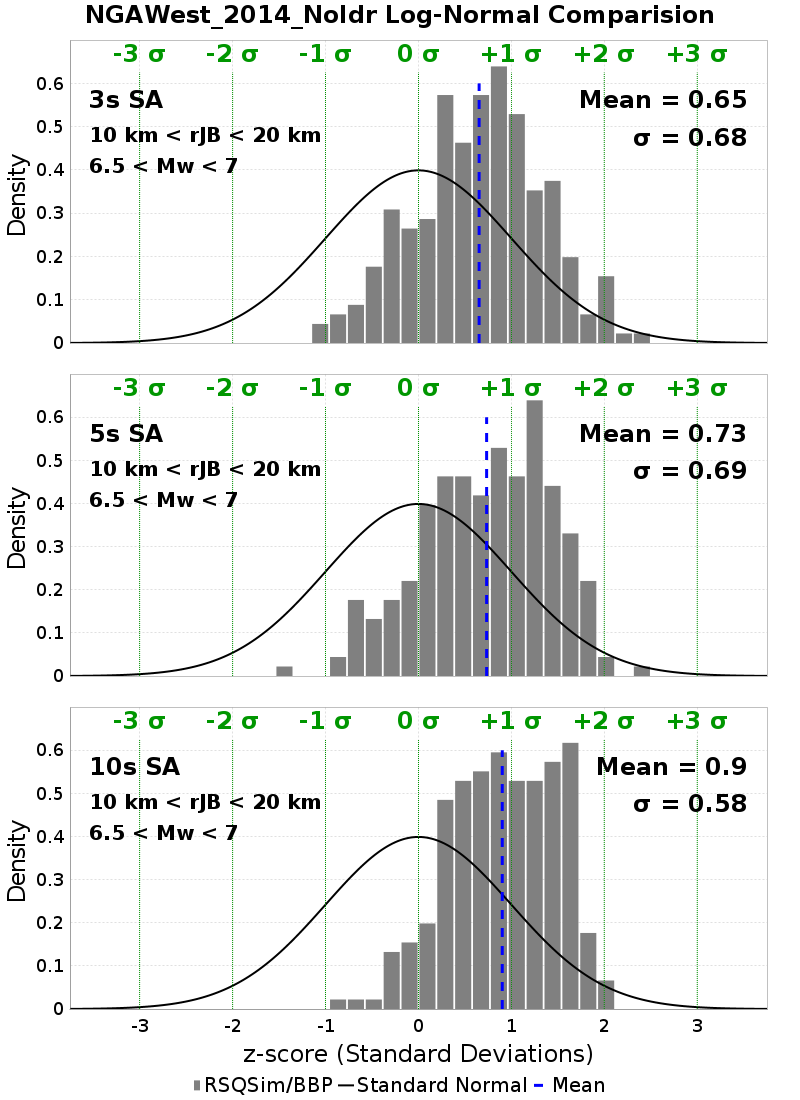 NGAWest_2014_NoIdr Log-Normal Comparision
-3 σ -2 σ -1 σ 0 σ +1 σ +2 σ +3 σ
3s SA
10 km < rJB < 20 km
6.5 < Mw < 7
Mean = 0.65
σ = 0.68
Density
0.6
0.5
0.4
0.3
0.2
0.1
0
-3 σ -2 σ -1 σ 0 σ +1 σ +2 σ +3 σ
5s SA
10 km < rJB < 20 km
6.5 < Mw < 7
Mean = 0.73
σ = 0.69
Density
0.6
0.5
0.4
0.3
0.2
0.1
0
-3 σ -2 σ -1 σ 0 σ +1 σ +2 σ +3 σ
10s SA
10 km < rJB < 20 km
6.5 < Mw < 7
Mean = 0.9
σ = 0.58
Density
0.6
0.5
0.4
0.3
0.2
0.1
0
-3 -2 -1 0 1 2 3
z-score (Standard Deviations)
RSQSim/BBP Standard Normal Mean